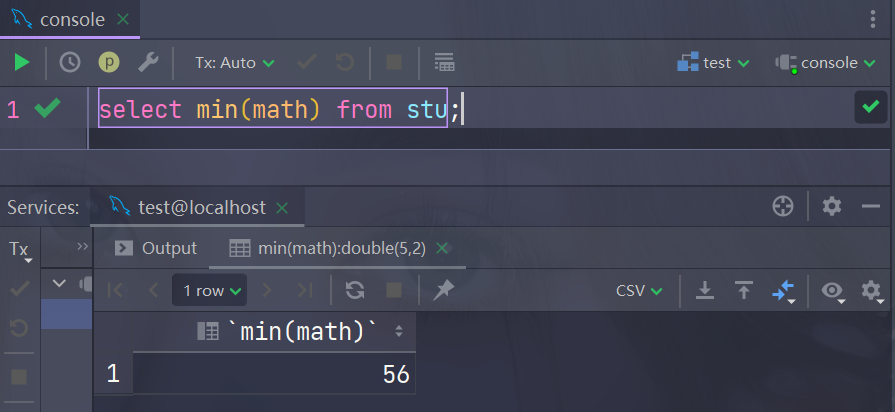 console
Tx: Auto test console
1 select min(math) from stu;
Services: test@localhost
Tx Output min(math):double(5,2)
1 row CSV
`min(math)`
1 56